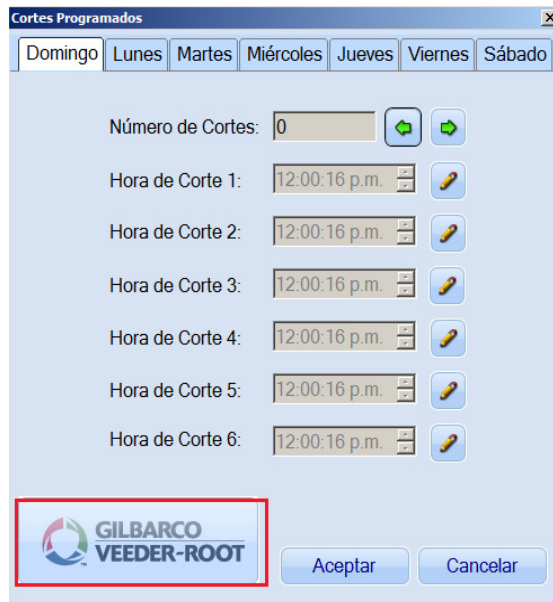 Cortes Programados
Domingo Lunes Martes Miércoles Jueves Viernes Sábado
Número de Cortes: 0
Hora de Corte 1: 12:00:16 p.m.
Hora de Corte 2: 12:00:16 p.m.
Hora de Corte 3: 12:00:16 p.m.
Hora de Corte 4: 12:00:16 p.m.
Hora de Corte 5: 12:00:16 p.m.
Hora de Corte 6: 12:00:16 p.m.
GILBARCO
VEEDER-ROOT
Aceptar Cancelar